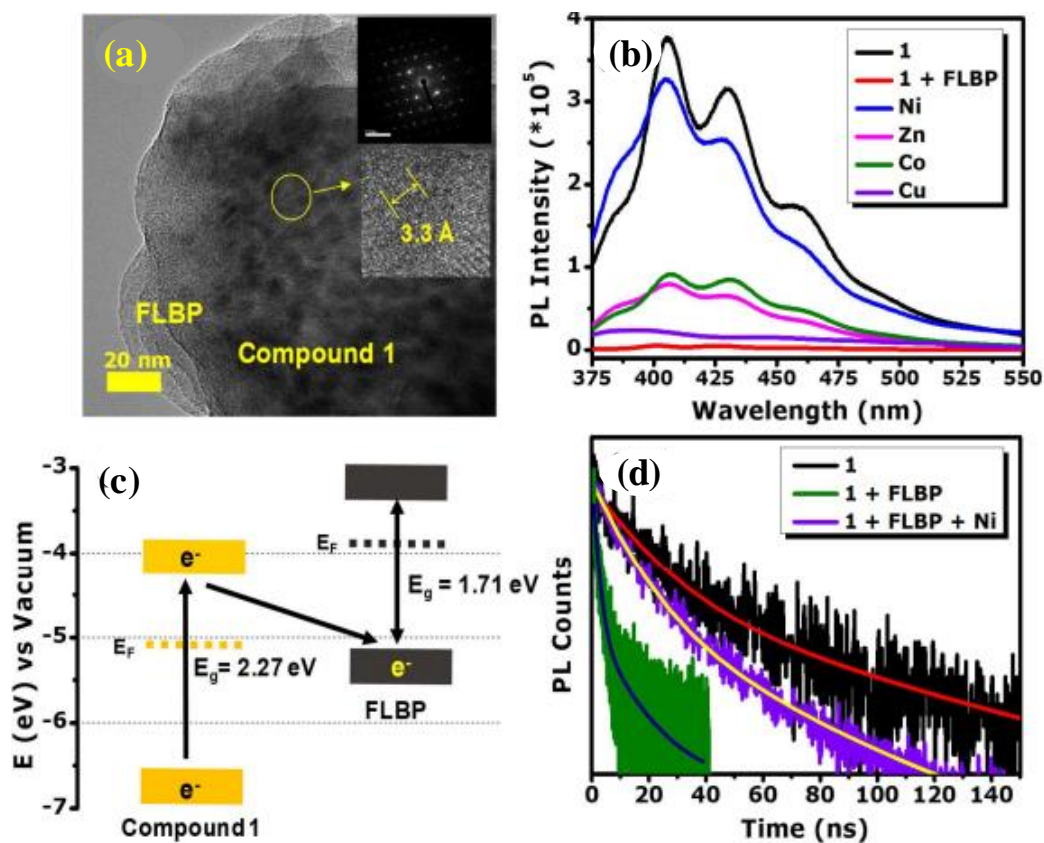 (a)
3.3 Å
FLBP
20 nm
Compound 1
(b)
PL Intensity (*10⁵)
4
3
2
1
0
375 400 425 450 475 500 525 550
Wavelength (nm)
1
1 + FLBP
Ni
Zn
Co
Cu
(c)
E (eV) vs Vacuum
-3
-4
-5
-6
-7
e⁻
E_F
E_g = 2.27 eV
e⁻
Compound 1
E_F
E_g = 1.71 eV
e⁻
FLBP
(d)
PL Counts
1
1 + FLBP
1 + FLBP + Ni
0 20 40 60 80 100 120 140
Time (ns)